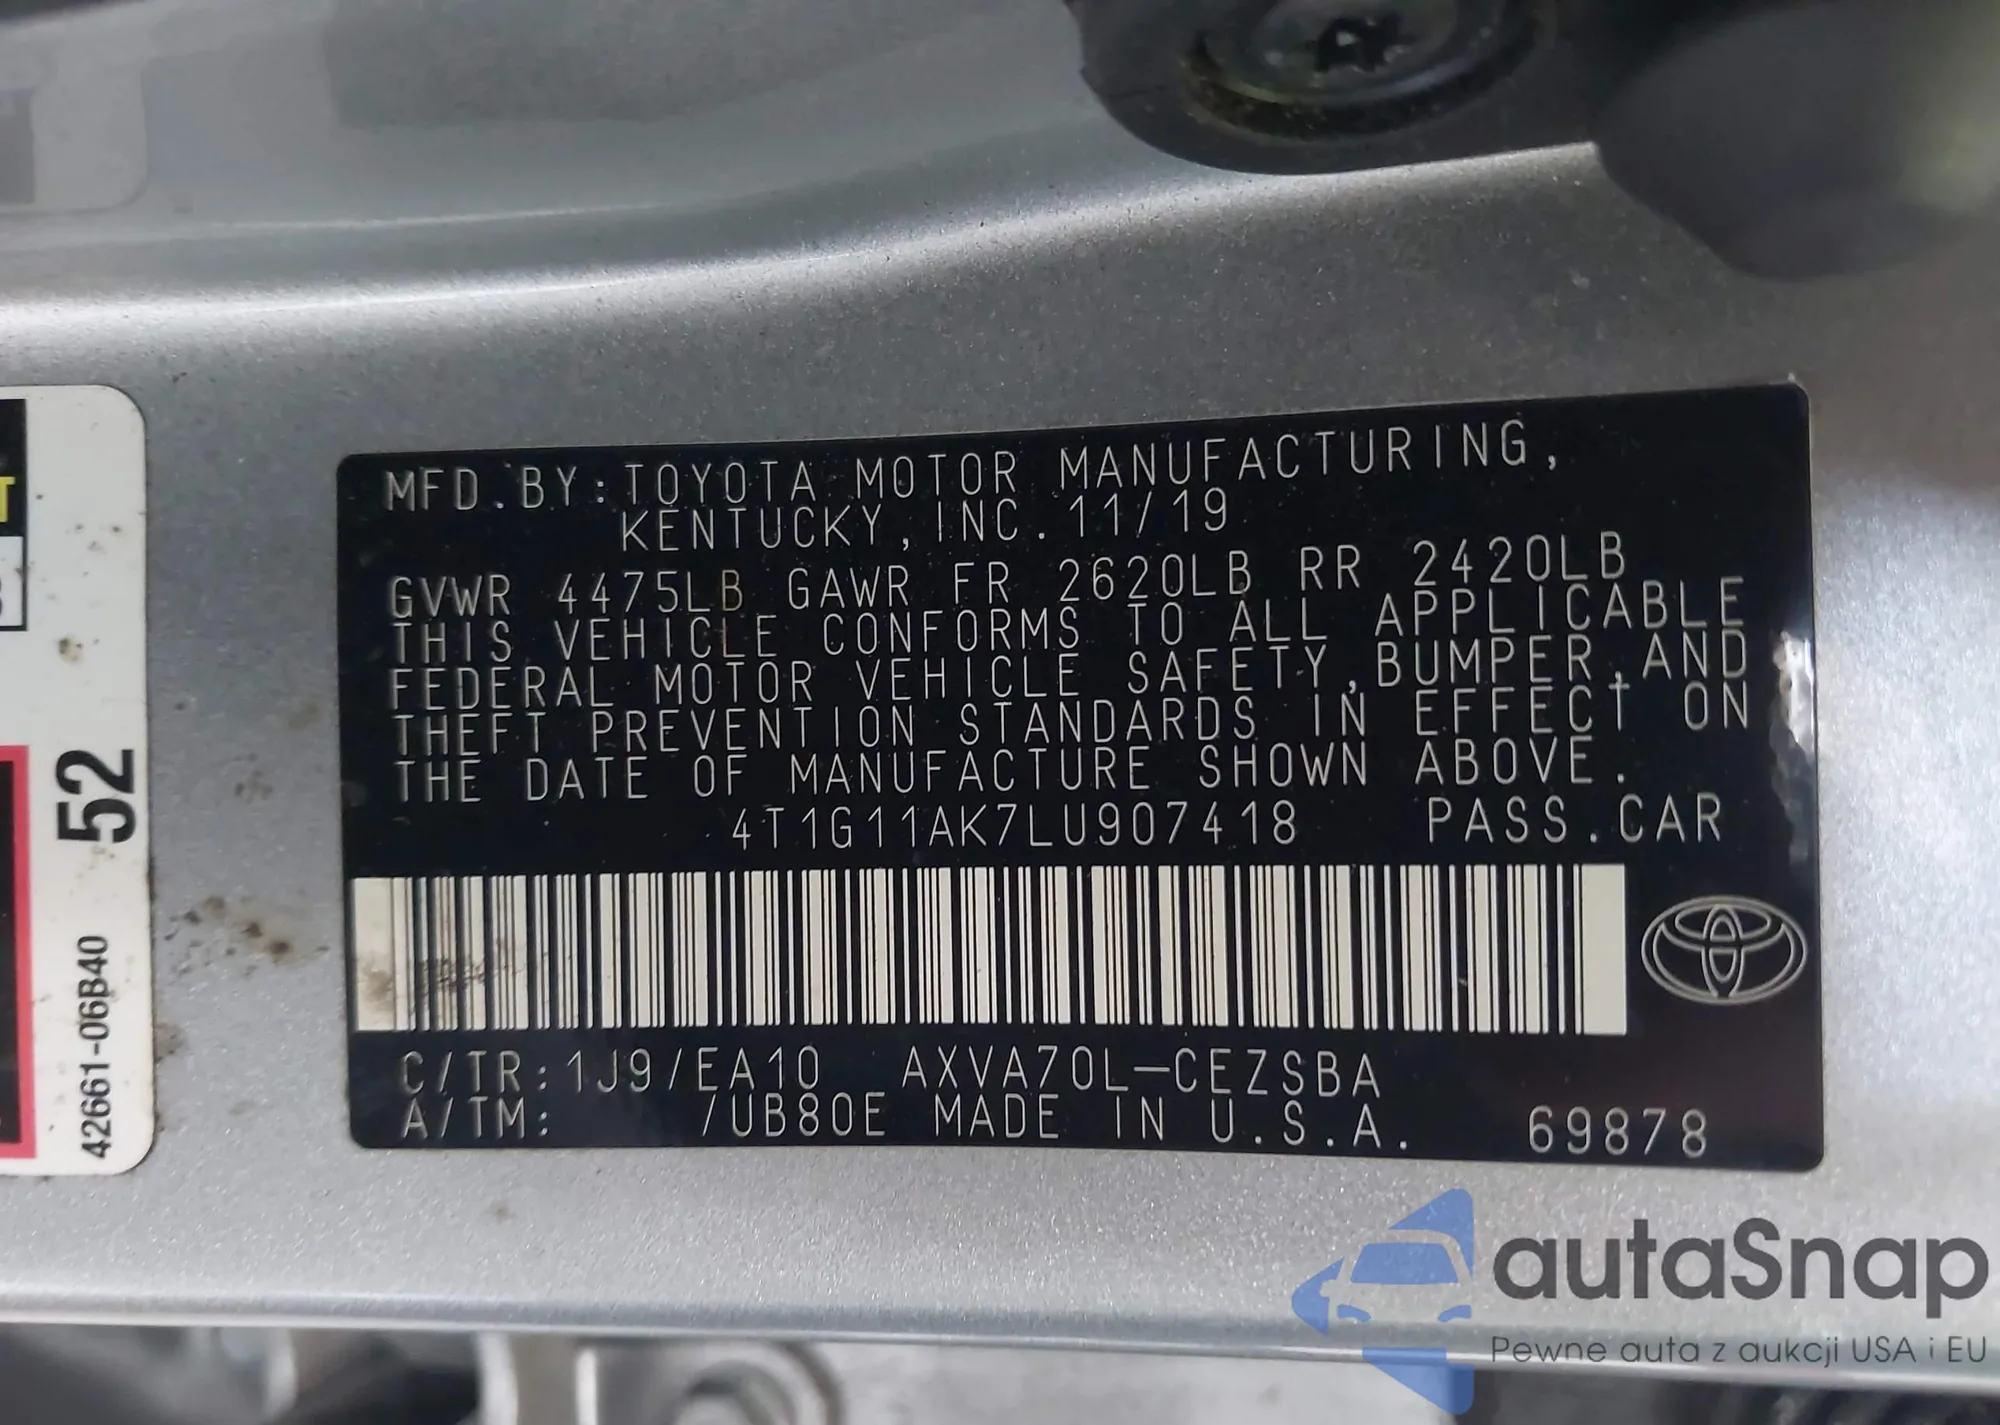 MFD.BY:TOYOTA MOTOR MANUFACTURING,
KENTUCKY, INC. 11/19
GVWR 4475LB GAWR FR 2620LB RR 2420LB
THIS VEHICLE CONFORMS TO ALL APPLICABLE
FEDERAL MOTOR VEHICLE SAFETY,BUMPER,AND
THEFT PREVENTION STANDARDS IN EFFECT ON
THE DATE OF MANUFACTURE SHOWN ABOVE.
4T1G11AK7LU907418 PASS.CAR
C/TR:1J9/EA10 AXVA70L-CEZSBA
A/TM: /UB80E MADE IN U.S.A. 69878
52
42661-06B40
autaSnap
Pewne auta z aukcji USA i EU